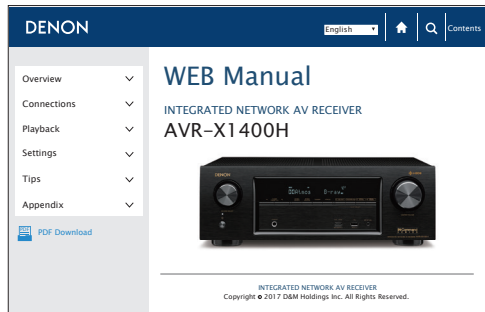 DENON
English
Contents
Overview
Connections
Playback
Settings
Tips
Appendix
PDF Download
WEB Manual
INTEGRATED NETWORK AV RECEIVER
AVR-X1400H
DENON
INTEGRATED NETWORK AV RECEIVER
Copyright © 2017 D&M Holdings Inc. All Rights Reserved.